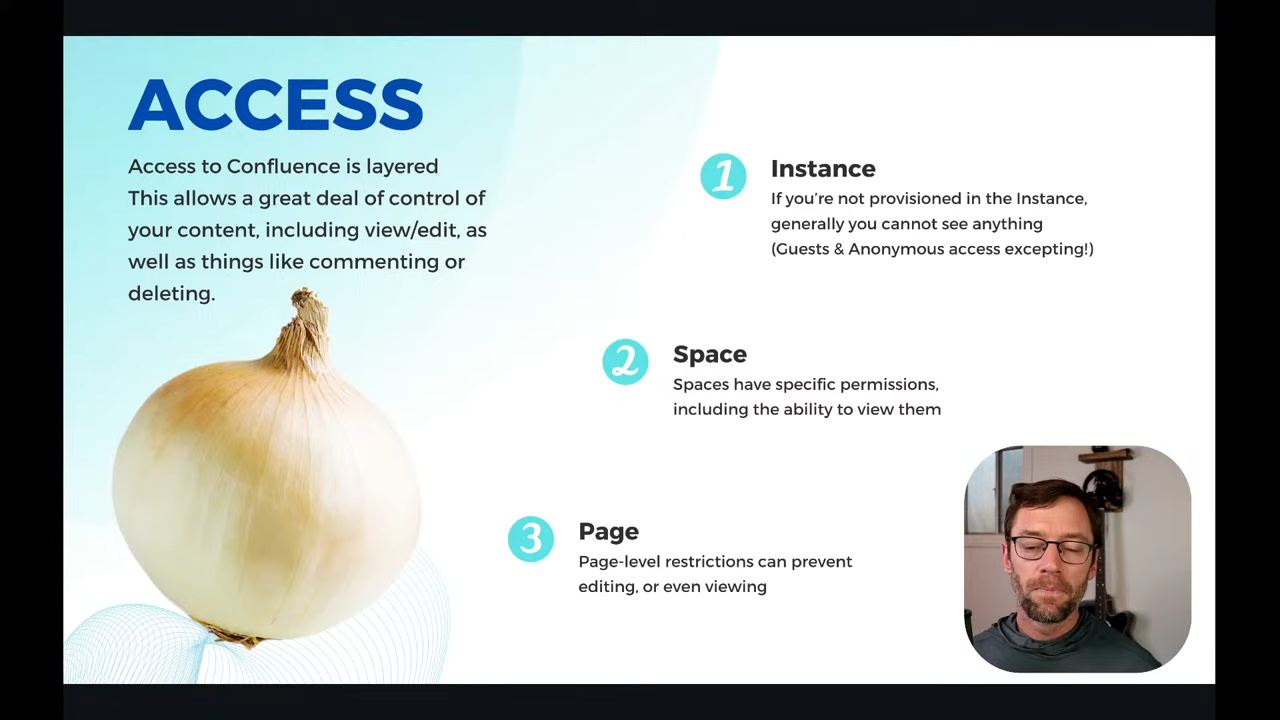 ACCESS
Access to Confluence is layered
This allows a great deal of control of
your content, including view/edit, as
well as things like commenting or
deleting.
1
Instance
If you're not provisioned in the Instance,
generally you cannot see anything
(Guests & Anonymous access excepting!)
2
Space
Spaces have specific permissions,
including the ability to view them
3
Page
Page-level restrictions can prevent
editing, or even viewing